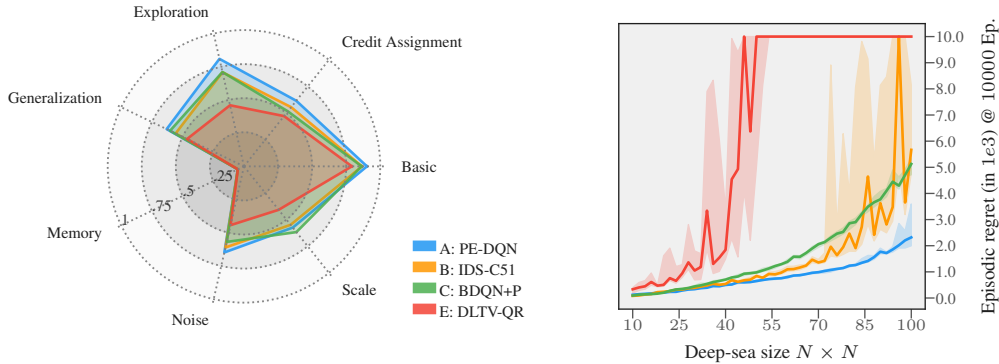 Exploration
Credit Assignment
Generalization
Basic
.25
.5
.75
1
Memory
Noise
Scale
A: PE-DQN
B: IDS-C51
C: BDQN+P
E: DLTV-QR
10.0
9.0
8.0
7.0
6.0
5.0
4.0
3.0
2.0
1.0
0.0
Episodic regret (in 1e3) @ 10000 Ep.
10 25 40 55 70 85 100
Deep-sea size N × N